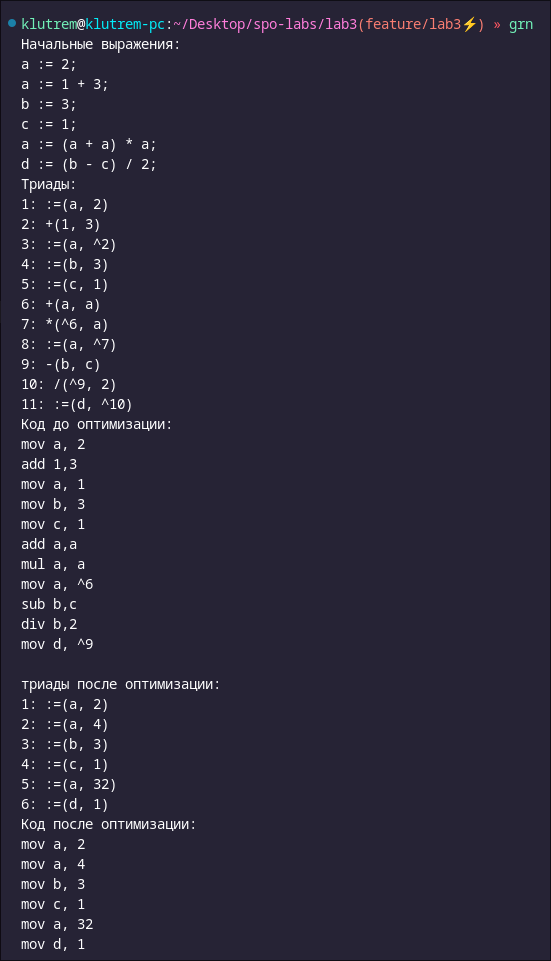 klutrem@klutrem-pc:~/Desktop/spo-labs/lab3(feature/lab3⚡) » grn
Начальные выражения:
a := 2;
a := 1 + 3;
b := 3;
c := 1;
a := (a + a) * a;
d := (b - c) / 2;
Триады:
1: :=(a, 2)
2: +(1, 3)
3: :=(a, ^2)
4: :=(b, 3)
5: :=(c, 1)
6: +(a, a)
7: *(^6, a)
8: :=(a, ^7)
9: -(b, c)
10: /(^9, 2)
11: :=(d, ^10)
Код до оптимизации:
mov a, 2
add 1,3
mov a, 1
mov b, 3
mov c, 1
add a,a
mul a, a
mov a, ^6
sub b,c
div b,2
mov d, ^9
триады после оптимизации:
1: :=(a, 2)
2: :=(a, 4)
3: :=(b, 3)
4: :=(c, 1)
5: :=(a, 32)
6: :=(d, 1)
Код после оптимизации:
mov a, 2
mov a, 4
mov b, 3
mov c, 1
mov a, 32
mov d, 1